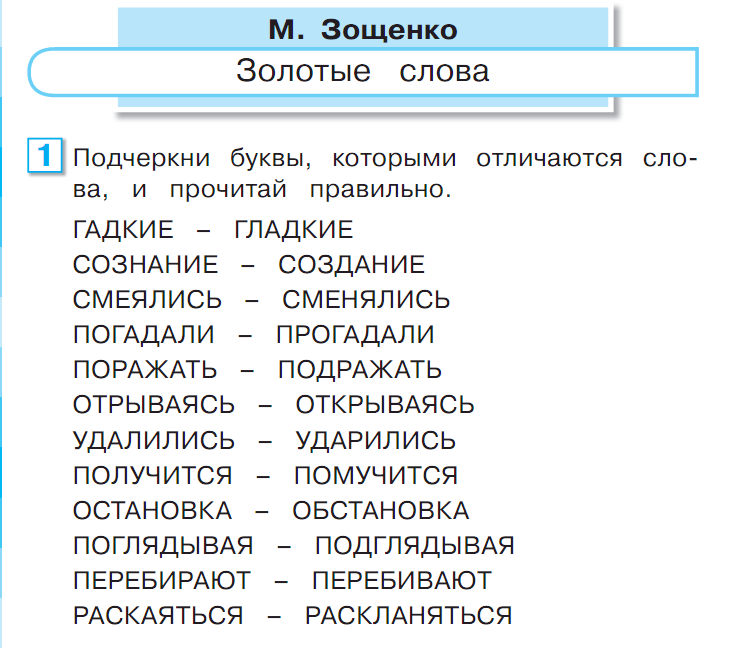 М. Зощенко
Золотые слова
1 Подчеркни буквы, которыми отличаются сло-
ва, и прочитай правильно.
ГАДКИЕ – ГЛАДКИЕ
СОЗНАНИЕ – СОЗДАНИЕ
СМЕЯЛИСЬ – СМЕНЯЛИСЬ
ПОГАДАЛИ – ПРОГАДАЛИ
ПОРАЖАТЬ – ПОДРАЖАТЬ
ОТРЫВАЯСЬ – ОТКРЫВАЯСЬ
УДАЛИЛИСЬ – УДАРИЛИСЬ
ПОЛУЧИТСЯ – ПОМУЧИТСЯ
ОСТАНОВКА – ОБСТАНОВКА
ПОГЛЯДЫВАЯ – ПОДГЛЯДЫВАЯ
ПЕРЕБИРАЮТ – ПЕРЕБИВАЮТ
РАСКАЯТЬСЯ – РАСКЛАНЯТЬСЯ